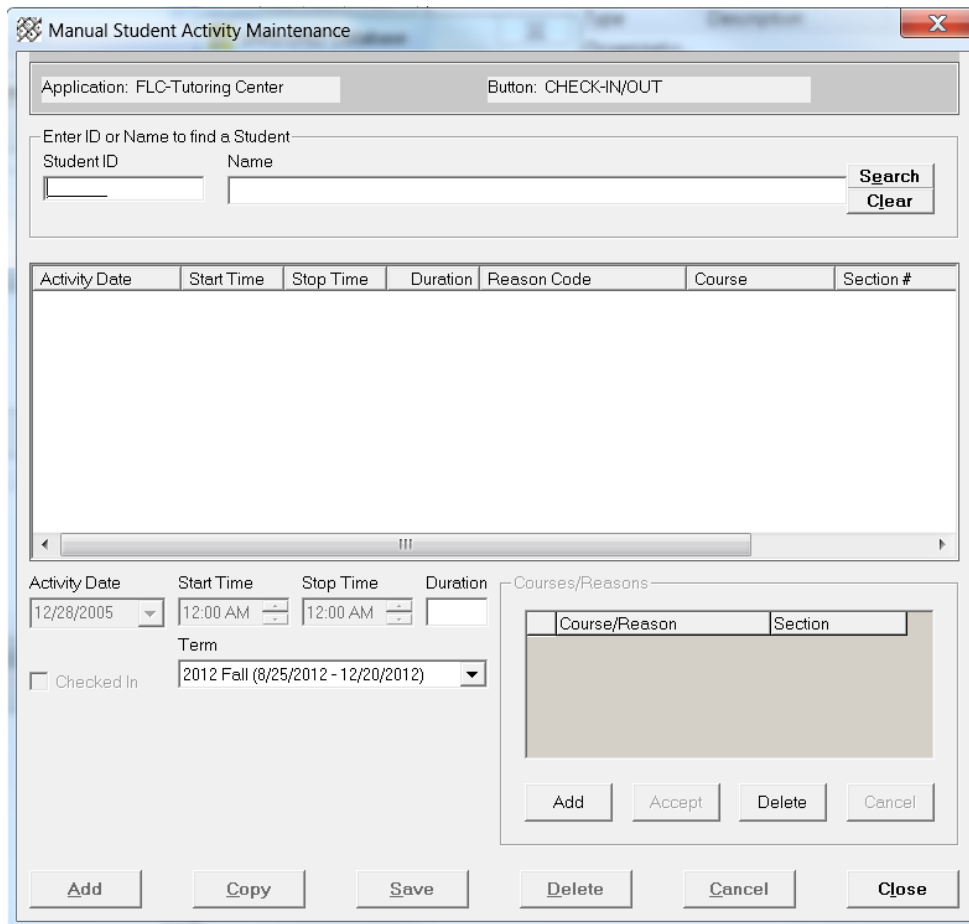 Type Description
Manual Student Activity Maintenance
Application: FLC-Tutoring Center Button: CHECK-IN/OUT
Enter ID or Name to find a Student
Student ID Name
Search
Clear
Activity Date Start Time Stop Time Duration Reason Code Course Section #
Activity Date Start Time Stop Time Duration Courses/Reasons
12/28/2005 12:00 AM 12:00 AM
Course/Reason Section
Term
Checked In 2012 Fall (8/25/2012 - 12/20/2012)
Add Accept Delete Cancel
Add Copy Save Delete Cancel Close